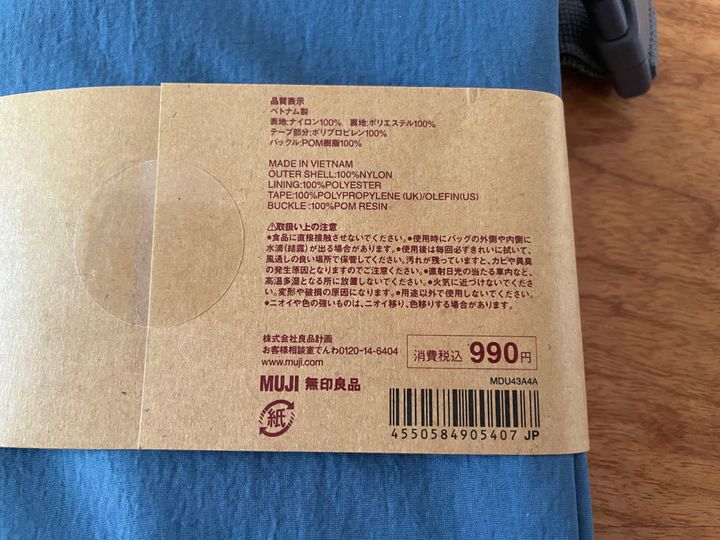 品質表示
ベトナム製
表地:ナイロン100% 裏地:ポリエステル100%
テープ部分:ポリプロピレン100%
バックル:POM樹脂100%
MADE IN VIETNAM
OUTER SHELL:100%NYLON
LINING:100%POLYESTER
TAPE:100%POLYPROPYLENE (UK)/OLEFIN(US)
BUCKLE :100%POM RESIN
⚠取扱い上の注意
●食品に直接接触させないでください。●使用時にバッグの外側や内側に
水滴(結露)が出る場合があります。●使用後は毎回必ずきれいに拭いて、
風通しの良い場所で保管してください。汚れが残っていますと、カビや異臭
の発生原因となりますのでご注意ください。●直射日光の当たる車内など、
高温多湿となる所に放置しないでください。●火気に近づけないでくださ
い。変形や破損の原因になります。●用途以外で使用しないでください。
●ニオイや色の強いものは、ニオイ移り、色移りする場合があります。
株式会社良品計画
お客様相談室でんわ0120-14-6404
www.muji.com
消費税込 990円
MUJI 無印良品
MDU43A4A
紙
4550584905407 JP